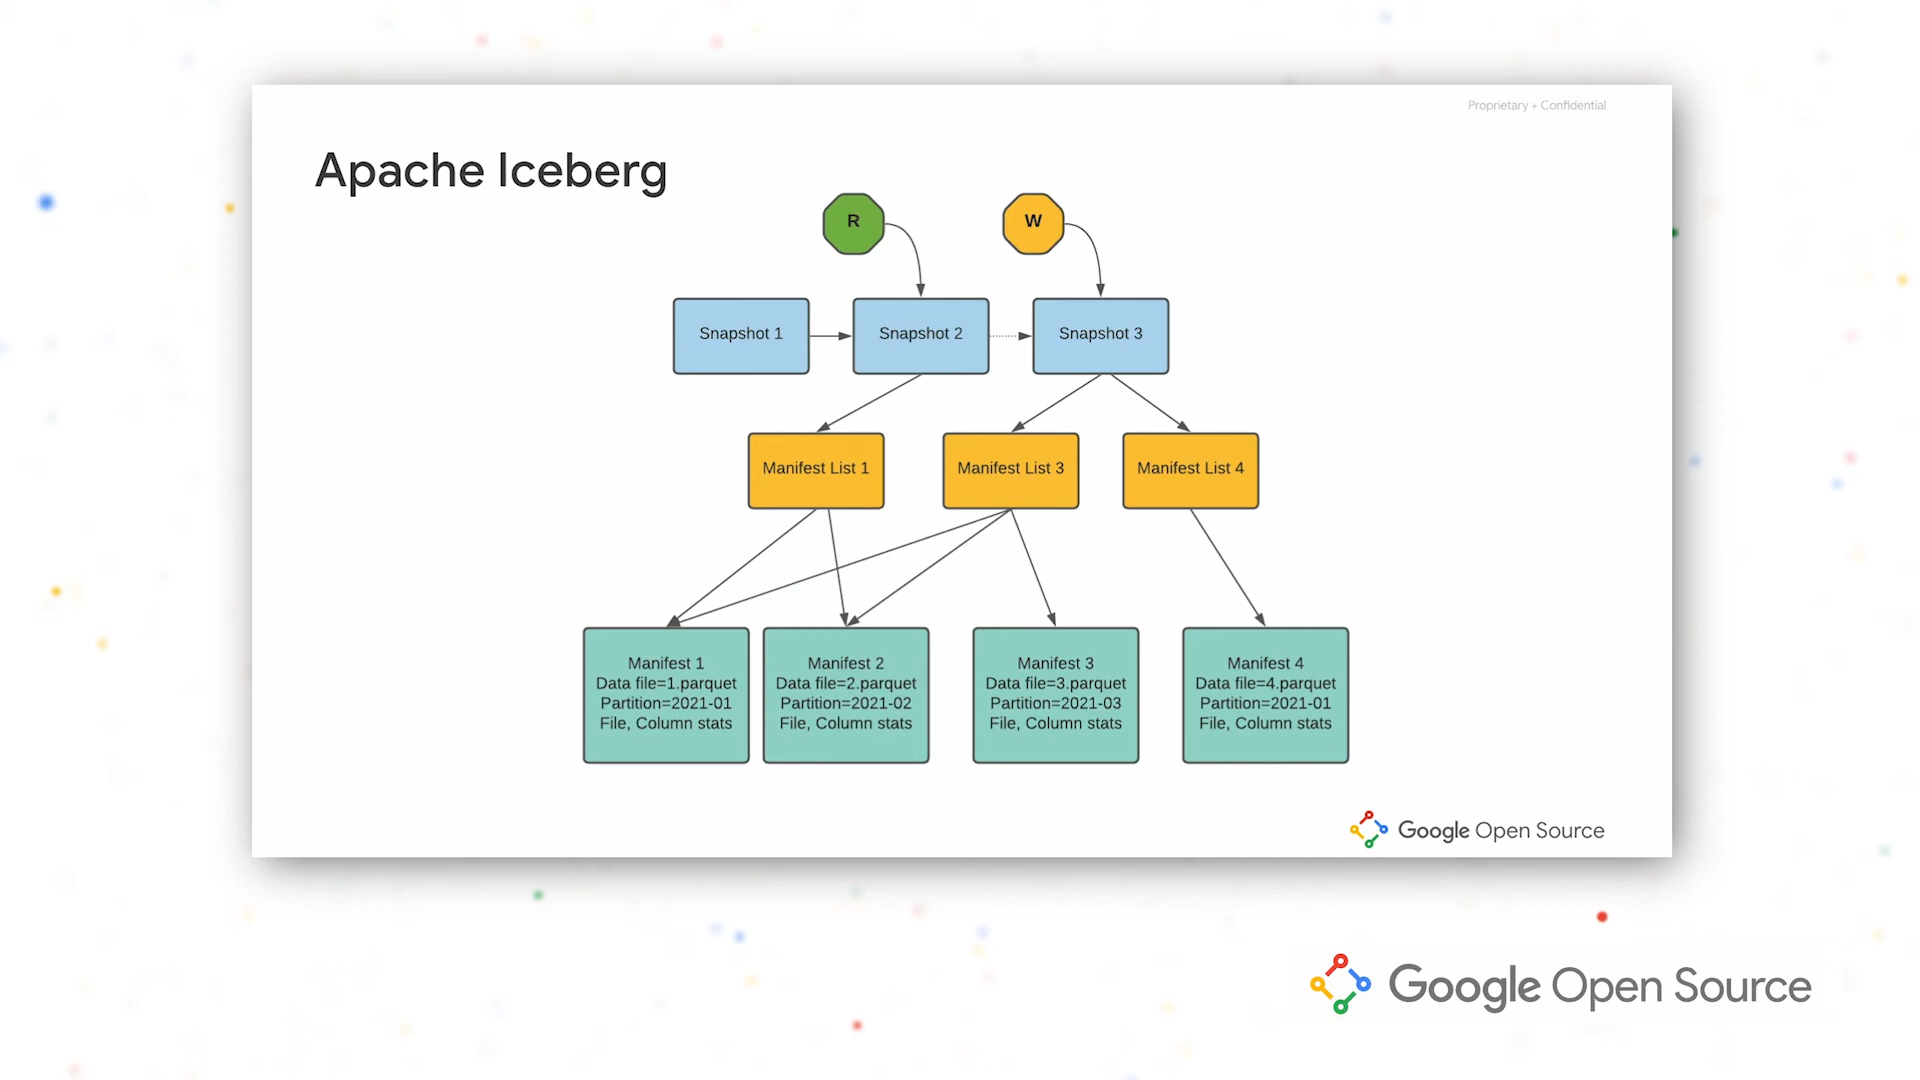 Proprietary + Confidential
Apache Iceberg
R
W
Snapshot 1
Snapshot 2
Snapshot 3
Manifest List 1
Manifest List 3
Manifest List 4
Manifest 1
Data file=1.parquet
Partition=2021-01
File, Column stats
Manifest 2
Data file=2.parquet
Partition=2021-02
File, Column stats
Manifest 3
Data file=3.parquet
Partition=2021-03
File, Column stats
Manifest 4
Data file=4.parquet
Partition=2021-01
File, Column stats
Google Open Source
Google Open Source